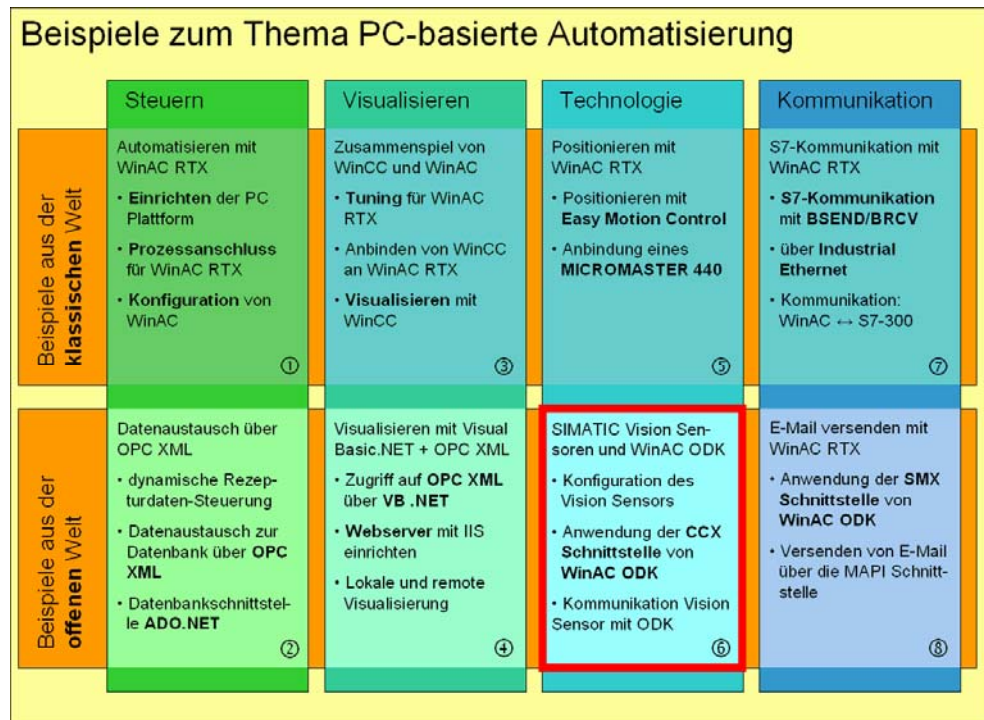 Beispiele zum Thema PC-basierte Automatisierung
Steuern
Visualisieren
Technologie
Kommunikation
Beispiele aus der
klassischen Welt
Automatisieren mit
WinAC RTX
• Einrichten der PC
Plattform
• Prozessanschluss
für WinAC RTX
• Konfiguration von
WinAC
①
Zusammenspiel von
WinCC und WinAC
• Tuning für WinAC
RTX
• Anbinden von WinCC
an WinAC RTX
• Visualisieren mit
WinCC
③
Positionieren mit
WinAC RTX
• Positionieren mit
Easy Motion Control
• Anbindung eines
MICROMASTER 440
⑤
S7-Kommunikation mit
WinAC RTX
• S7-Kommunikation
mit BSEND/BRCV
• über Industrial
Ethernet
• Kommunikation:
WinAC ↔ S7-300
⑦
Beispiele aus der
offenen Welt
Datenaustausch über
OPC XML
• dynamische Rezep-
turdaten-Steuerung
• Datenaustausch zur
Datenbank über OPC
XML
• Datenbankschnittstel-
le ADO.NET
②
Visualisieren mit Visual
Basic.NET + OPC XML
• Zugriff auf OPC XML
über VB .NET
• Webserver mit IIS
einrichten
• Lokale und remote
Visualisierung
④
SIMATIC Vision Sen-
soren und WinAC ODK
• Konfiguration des
Vision Sensors
• Anwendung der CCX
Schnittstelle von
WinAC ODK
• Kommunikation Vision
Sensor mit ODK
⑥
E-Mail versenden mit
WinAC RTX
• Anwendung der SMX
Schnittstelle von
WinAC ODK
• Versenden von E-Mail
über die MAPI Schnitt-
stelle
⑧